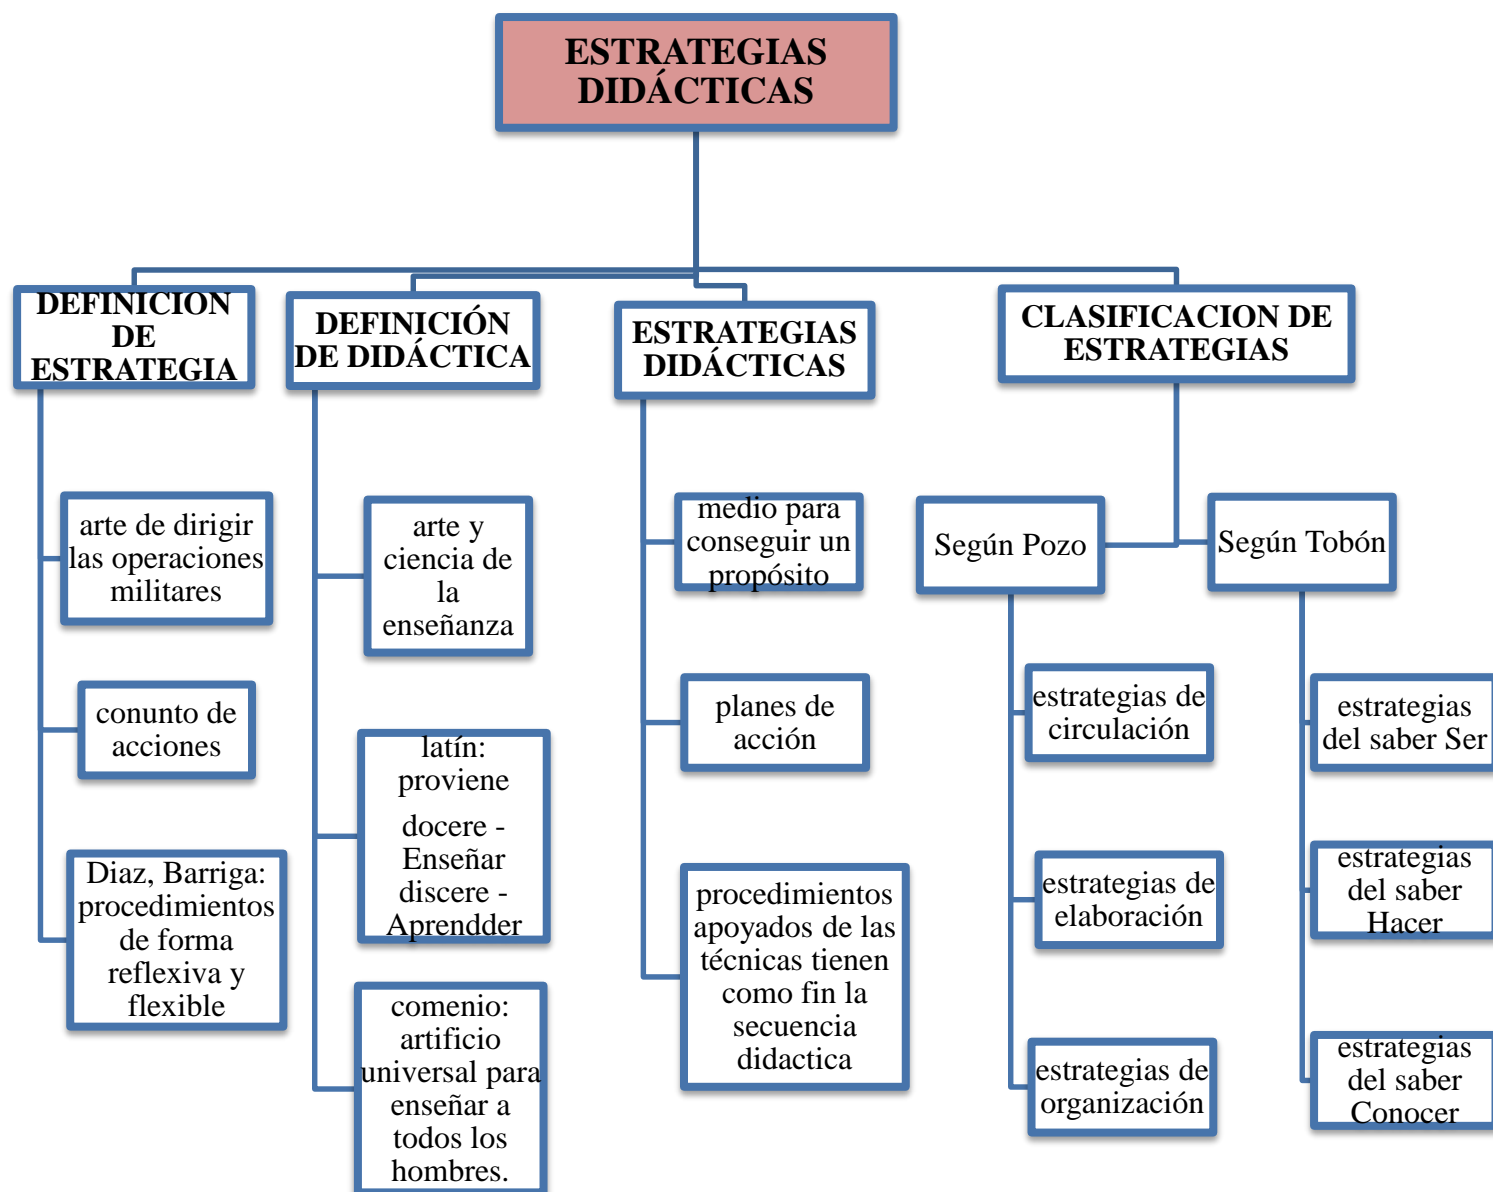 ESTRATEGIAS
DIDÁCTICAS
DEFINICION
DE
ESTRATEGIA
arte de dirigir
las operaciones
militares
conunto de
acciones
Diaz, Barriga:
procedimientos
de forma
reflexiva y
flexible
DEFINICIÓN
DE DIDÁCTICA
arte y
ciencia de
la
enseñanza
latín:
proviene
docere -
Enseñar
discere -
Aprendder
comenio:
artificio
universal para
enseñar a
todos los
hombres.
ESTRATEGIAS
DIDÁCTICAS
medio para
conseguir un
propósito
planes de
acción
procedimientos
apoyados de las
técnicas tienen
como fin la
secuencia
didactica
CLASIFICACION DE
ESTRATEGIAS
Según Pozo
estrategias de
circulación
estrategias de
elaboración
estrategias de
organización
Según Tobón
estrategias
del saber Ser
estrategias
del saber
Hacer
estrategias
del saber
Conocer